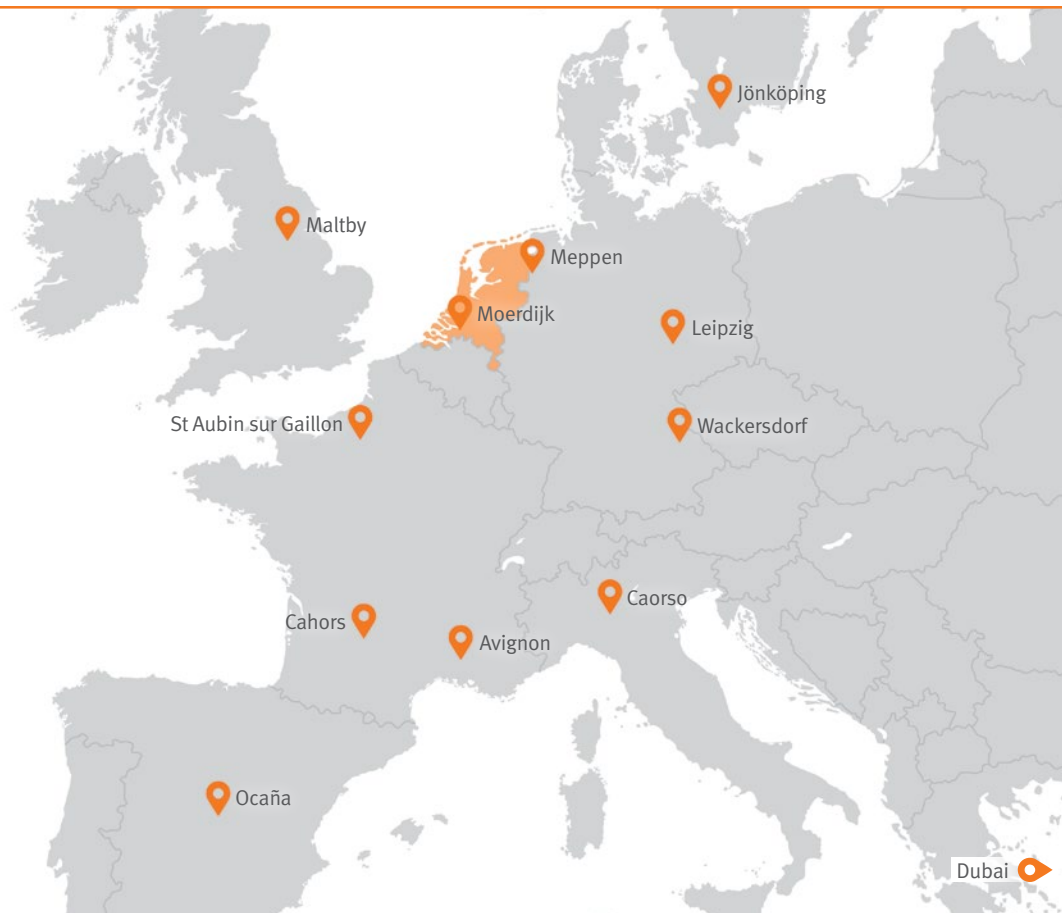 Jönköping
Maltby
Meppen
Moerdijk
Leipzig
St Aubin sur Gaillon
Wackersdorf
Caorso
Cahors
Avignon
Ocaña
Dubai